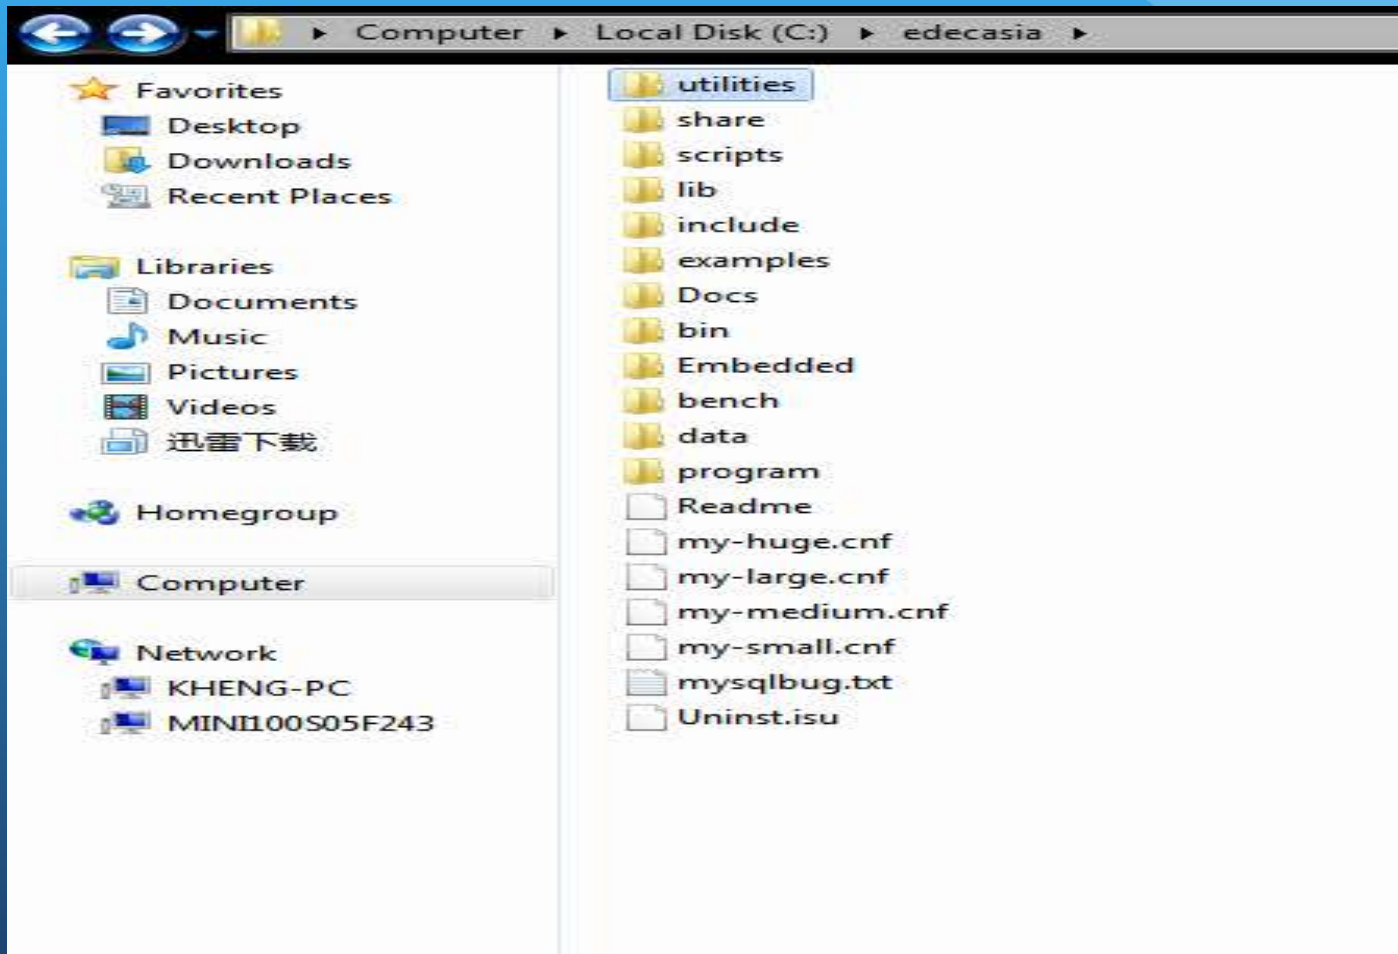 Computer ▸ Local Disk (C:) ▸ edecasia ▸
Favorites
Desktop
Downloads
Recent Places
Libraries
Documents
Music
Pictures
Videos
迅雷下载
Homegroup
Computer
Network
KHENG-PC
MINI100S05F243
utilities
share
scripts
lib
include
examples
Docs
bin
Embedded
bench
data
program
Readme
my-huge.cnf
my-large.cnf
my-medium.cnf
my-small.cnf
mysqlbug.txt
Uninst.isu